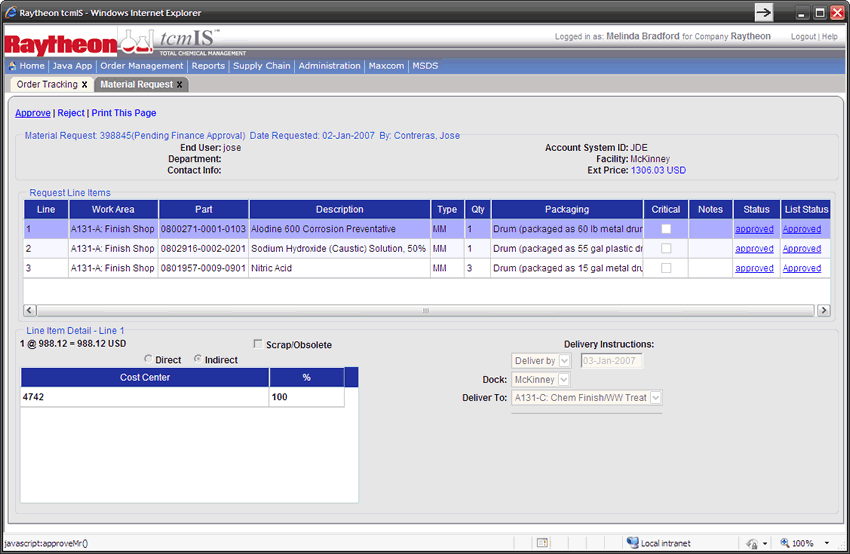 Raytheon tcmIS - Windows Internet Explorer
Raytheon tcmIS™
TOTAL CHEMICAL MANAGEMENT
Logged in as: Melinda Bradford for Company Raytheon Logout | Help
Home | Java App | Order Management | Reports | Supply Chain | Administration | Maxcom | MSDS
Order Tracking x Material Request x
Approve | Reject | Print This Page
Material Request: 398845(Pending Finance Approval) Date Requested: 02-Jan-2007 By: Contreras, Jose
End User: jose Account System ID: JDE
Department: Facility: McKinney
Contact Info: Ext Price: 1306.03 USD
Request Line Items
Line Work Area Part Description Type Qty Packaging Critical Notes Status List Status
1 A131-A: Finish Shop 0800271-0001-0103 Alodine 600 Corrosion Preventative MM 1 Drum (packaged as 60 lb metal drur approved Approved
2 A131-A: Finish Shop 0802916-0002-0201 Sodium Hydroxide (Caustic) Solution, 50% MM 1 Drum (packaged as 55 gal plastic d approved Approved
3 A131-A: Finish Shop 0801957-0009-0901 Nitric Acid MM 3 Drum (packaged as 15 gal metal dru approved Approved
Line Item Detail - Line 1
1 @ 988.12 = 988.12 USD Scrap/Obsolete Delivery Instructions:
Direct Indirect Deliver by 03-Jan-2007
Cost Center % Dock: McKinney
4742 100 Deliver To: A131-C: Chem Finish/WW Treat
javascript:approveMr() Local intranet 100%